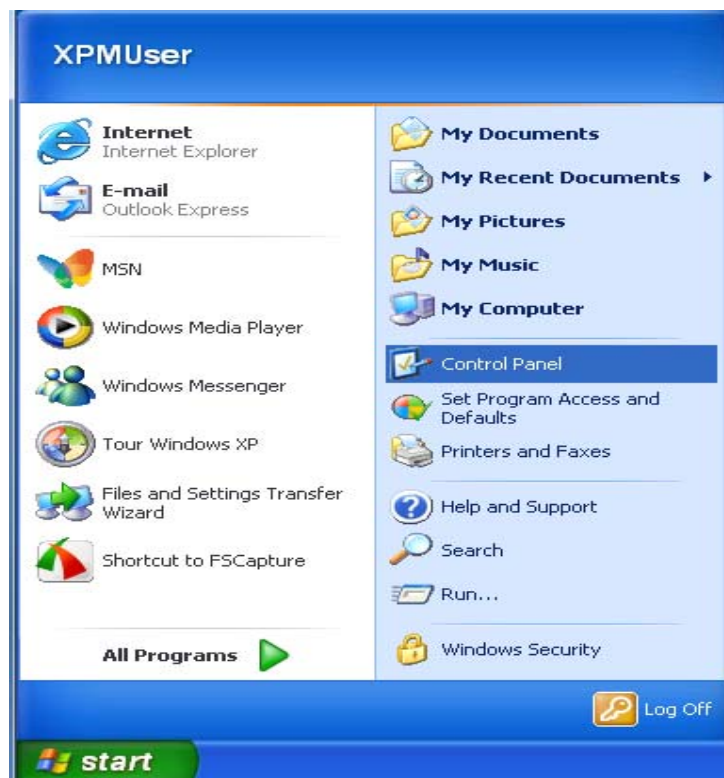 XPMUser
Internet
Internet Explorer
E-mail
Outlook Express
MSN
Windows Media Player
Windows Messenger
Tour Windows XP
Files and Settings Transfer
Wizard
Shortcut to FSCapture
All Programs
My Documents
My Recent Documents
My Pictures
My Music
My Computer
Control Panel
Set Program Access and
Defaults
Printers and Faxes
Help and Support
Search
Run...
Windows Security
Log Off
start